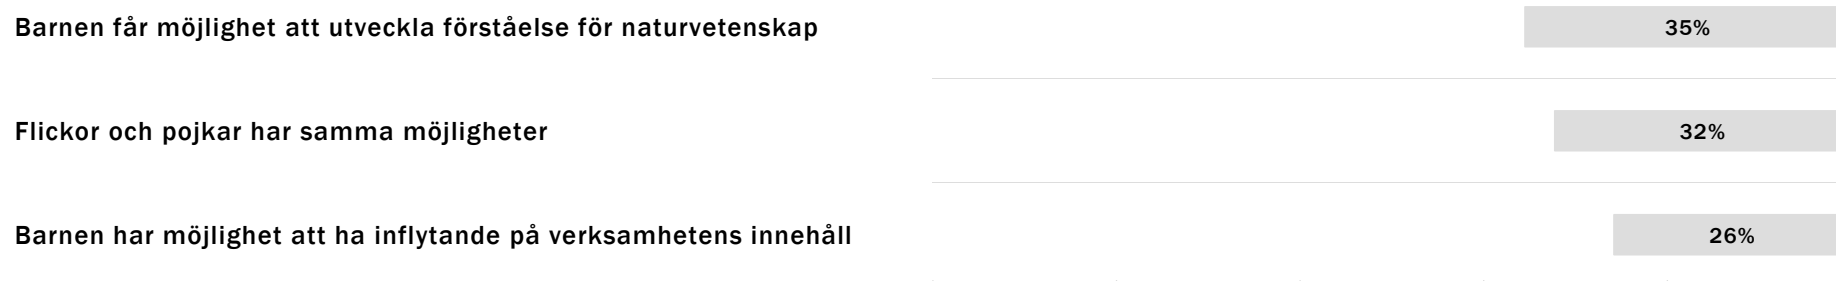 Barnen får möjlighet att utveckla förståelse för naturvetenskap 35%
Flickor och pojkar har samma möjligheter 32%
Barnen har möjlighet att ha inflytande på verksamhetens innehåll 26%